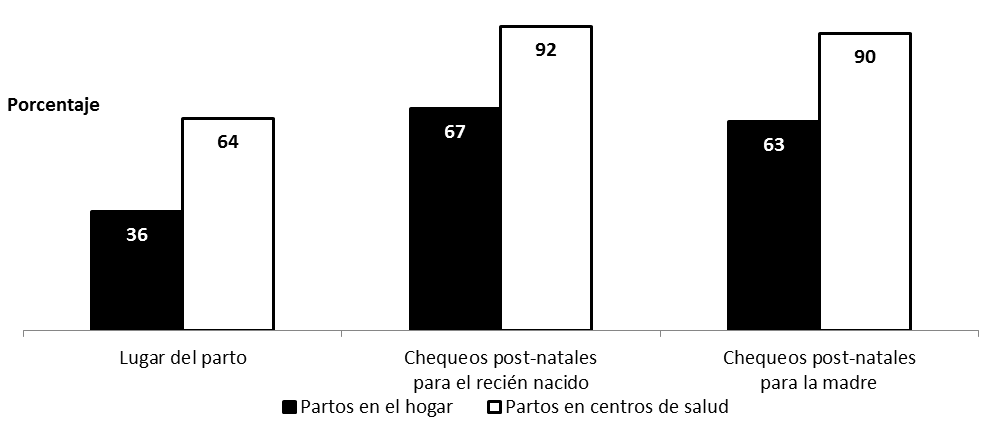 Porcentaje
36
64
67
92
63
90
Lugar del parto
Chequeos post-natales
para el recién nacido
Chequeos post-natales
para la madre
Partos en el hogar
Partos en centros de salud